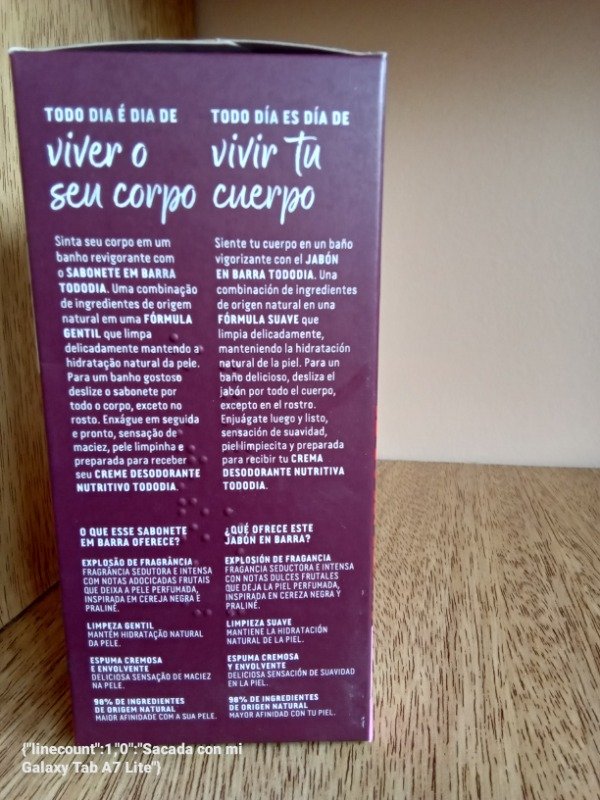 TODO DIA É DIA DE
viver o
seu corpo
Sinta seu corpo em um
banho revigorante com
o SABONETE EM BARRA
TODODIA. Uma combinação
de ingredientes de origem
natural em uma FÓRMULA
GENTIL que limpa
delicadamente mantendo a
hidratação natural da pele.
Para um banho gostoso
deslize o sabonete por
todo o corpo, exceto no
rosto. Enxágue em seguida
e pronto, sensação de
maciez, pele limpinha e
preparada para receber
seu CREME DESODORANTE
NUTRITIVO TODODIA.
O QUE ESSE SABONETE
EM BARRA OFERECE?
EXPLOSÃO DE FRAGRÂNCIA
FRAGRÂNCIA SEDUTORA E INTENSA
COM NOTAS ADOCICADAS FRUTAIS
QUE DEIXA A PELE PERFUMADA,
INSPIRADA EM CEREJA NEGRA E
PRALINÉ.
LIMPEZA GENTIL
MANTÉM HIDRATAÇÃO NATURAL
DA PELE.
ESPUMA CREMOSA
E ENVOLVENTE
DELICIOSA SENSAÇÃO DE MACIEZ
NA PELE.
98% DE INGREDIENTES
DE ORIGEM NATURAL
MAIOR AFINIDADE COM A SUA PELE.
TODO DÍA ES DÍA DE
vivir tu
cuerpo
Siente tu cuerpo en un baño
vigorizante con el JABÓN
EN BARRA TODODIA. Una
combinación de ingredientes
de origen natural en una
FÓRMULA SUAVE que
limpia delicadamente,
manteniendo la hidratación
natural de la piel. Para un
baño delicioso, desliza el
jabón por todo el cuerpo,
excepto en el rostro.
Enjuágate luego y listo,
sensación de suavidad,
piel limpiecita y preparada
para recibir tu CREMA
DESODORANTE NUTRITIVA
TODODIA.
¿QUÉ OFRECE ESTE
JABÓN EN BARRA?
EXPLOSIÓN DE FRAGANCIA
FRAGANCIA SEDUCTORA E INTENSA
CON NOTAS DULCES FRUTALES
QUE DEJA LA PIEL PERFUMADA,
INSPIRADA EN CEREZA NEGRA Y
PRALINÉ.
LIMPIEZA SUAVE
MANTIENE LA HIDRATACIÓN
NATURAL DE LA PIEL.
ESPUMA CREMOSA
Y ENVOLVENTE
DELICIOSA SENSACIÓN DE SUAVIDAD
EN LA PIEL.
98% DE INGREDIENTES
DE ORIGEN NATURAL
MAYOR AFINIDAD CON TU PIEL.
{"linecount":1,"0":"Sacada con mi
Galaxy Tab A7 Lite"}